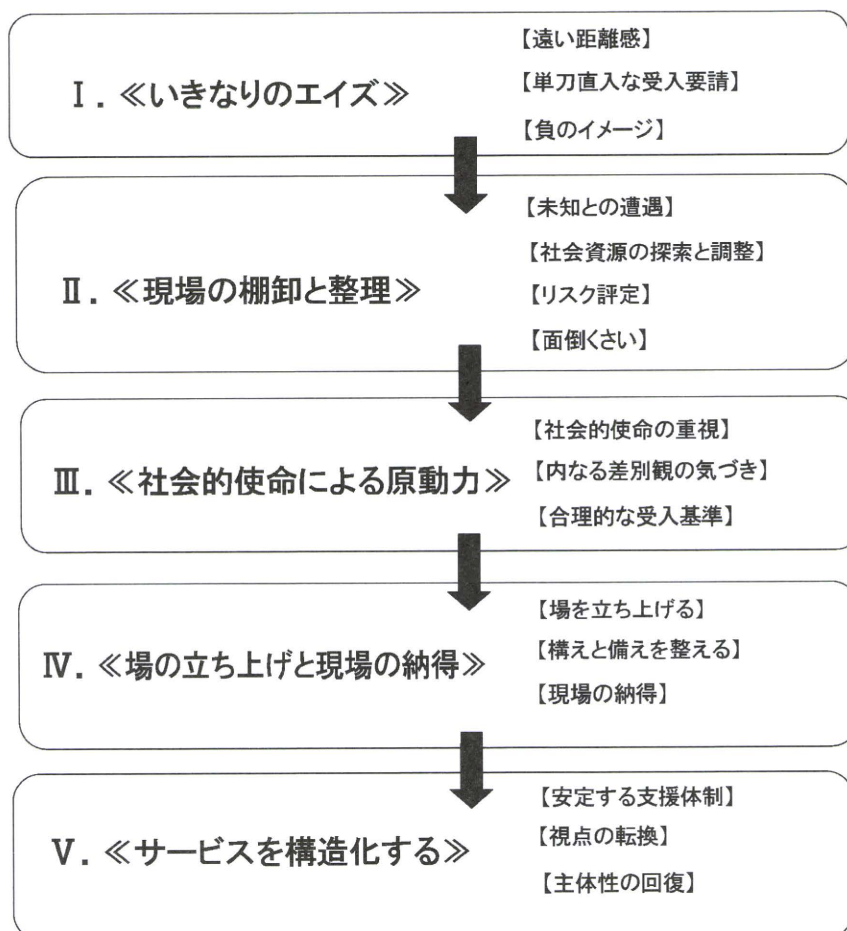 Ⅰ．≪いきなりのエイズ≫
【遠い距離感】
【単刀直入な受入要請】
【負のイメージ】
Ⅱ．≪現場の棚卸と整理≫
【未知との遭遇】
【社会資源の探索と調整】
【リスク評定】
【面倒くさい】
Ⅲ．≪社会的使命による原動力≫
【社会的使命の重視】
【内なる差別観の気づき】
【合理的な受入基準】
Ⅳ．≪場の立ち上げと現場の納得≫
【場を立ち上げる】
【構えと備えを整える】
【現場の納得】
Ⅴ．≪サービスを構造化する≫
【安定する支援体制】
【視点の転換】
【主体性の回復】